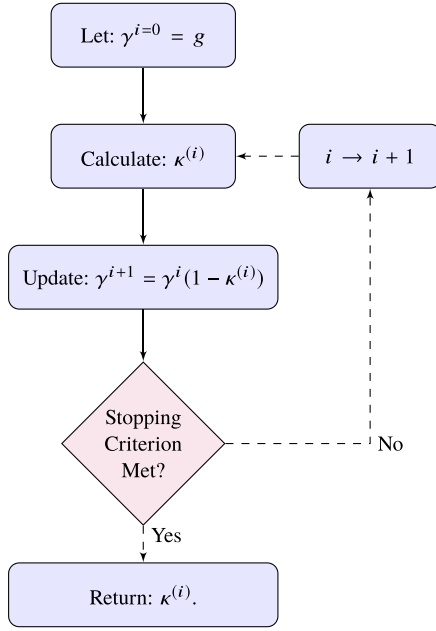 Let: γ^{i=0} = g
Calculate: κ^{(i)}
i → i + 1
Update: γ^{i+1} = γ^i(1 − κ^{(i)})
Stopping
Criterion
Met?
No
Yes
Return: κ^{(i)}.